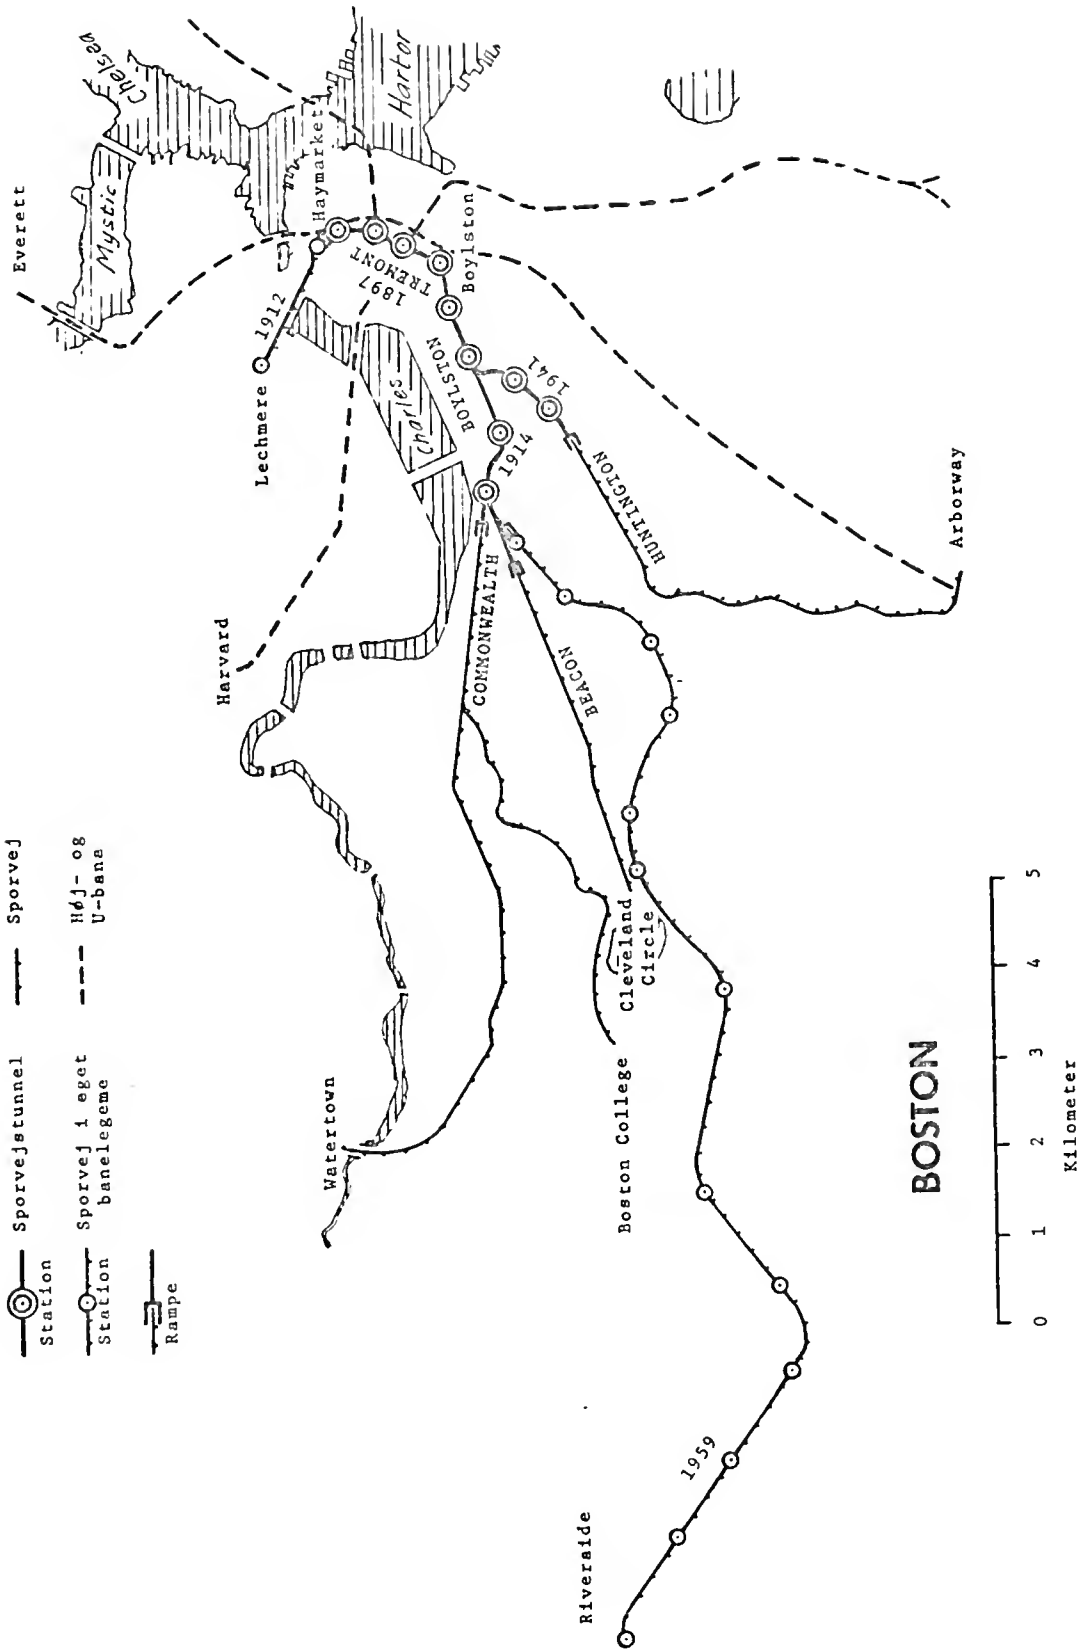 Sporvejstunnel
Station
Sporvej i eget
banelegeme
Station
Rampe
Sporvej
Høj- og
U-bane
Everett
Mystic
Chelsea
Harbor
Haymarket
Lechmere
1912
1897
TREMONT
Boylston
Harvard
Charles
BOYLSTON
1941
1914
HUNTINGTON
COMMONWEALTH
BEACON
Arborway
Watertown
Cleveland
Circle
Boston College
Riverside
1959
BOSTON
0 1 2 3 4 5
Kilometer